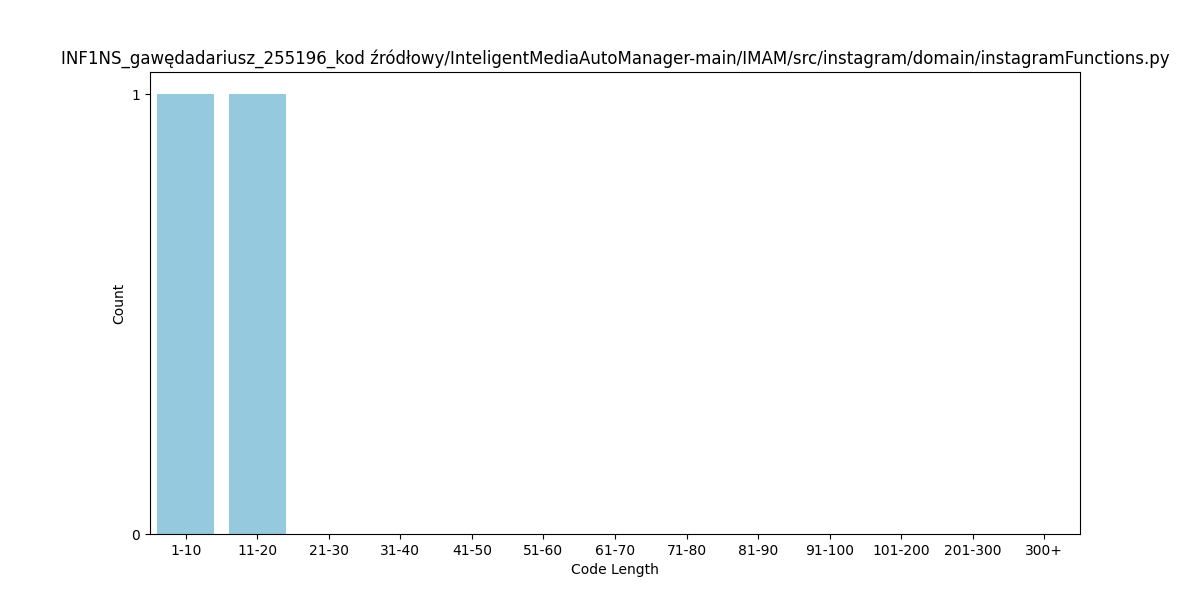 INF1NS_gawędadariusz_255196_kod źródłowy/InteligentMediaAutoManager-main/IMAM/src/instagram/domain/instagramFunctions.py
1
Count
0
1-10 11-20 21-30 31-40 41-50 51-60 61-70 71-80 81-90 91-100 101-200 201-300 300+
Code Length